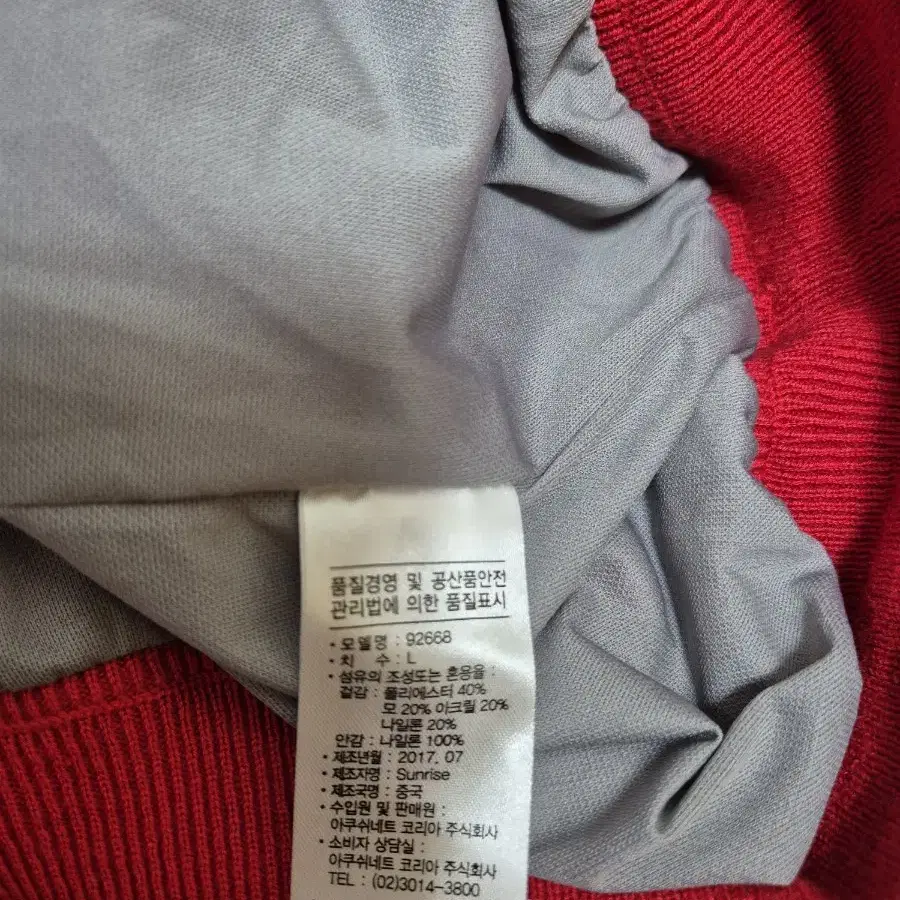 품질경영 및 공산품안전
관리법에 의한 품질표시
• 모델명 : 92668
• 치 수 : L
• 섬유의 조성도는 혼용율 :
겉감 : 폴리에스터 40%
모 20% 아크릴 20%
나일론 20%
안감 : 나일론 100%
• 제조년월 : 2017. 07
• 제조자명 : Sunrise
• 제조국명 : 중국
• 수입원 및 판매원 :
아쿠쉬네트 코리아 주식회사
• 소비자 상담실 :
아쿠쉬네트 코리아 주식회사
TEL : (02)3014-3800